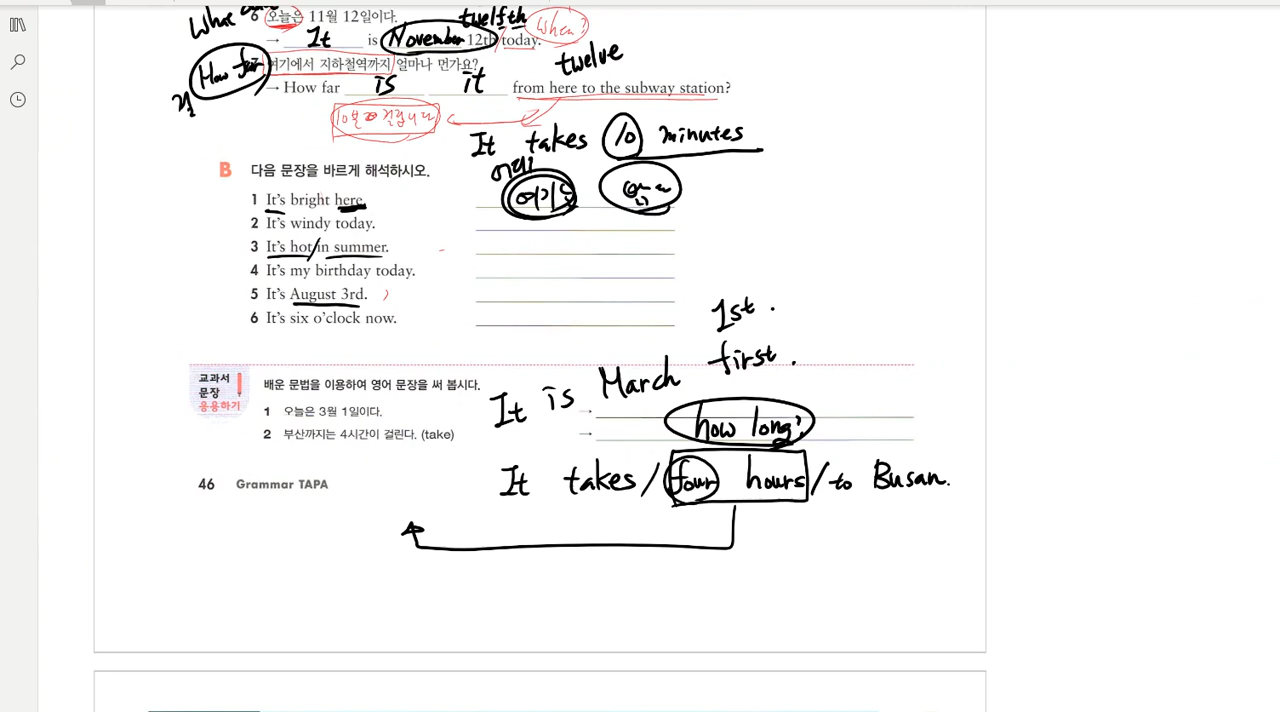 What
6 오늘은 11월 12일이다.
twelfth
When?
→ It is November 12th today.
How far
여기에서 지하철역까지 얼마나 먼가요?
twelve
→ How far is it from here to the subway station?
10분 걸립니다
It takes 10 minutes
B 다음 문장을 바르게 해석하시오.
1 It's bright here.
2 It's windy today.
3 It's hot/in summer.
4 It's my birthday today.
5 It's August 3rd.
6 It's six o'clock now.
1st.
first.
교과서
문장
응용하기
배운 문법을 이용하여 영어 문장을 써 봅시다.
It is March
1 오늘은 3월 1일이다. →
how long?
2 부산까지는 4시간이 걸린다. (take) →
It takes / four hours / to Busan.
46 Grammar TAPA